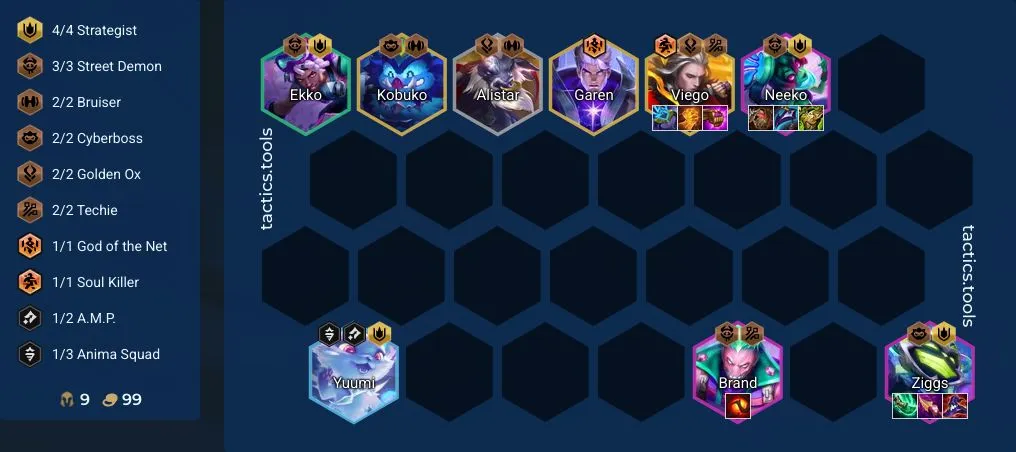 4/4 Strategist
3/3 Street Demon
2/2 Bruiser
2/2 Cyberboss
2/2 Golden Ox
2/2 Techie
1/1 God of the Net
1/1 Soul Killer
1/2 A.M.P.
1/3 Anima Squad
9 99
Ekko
Kobuko
Alistar
Garen
Viego
Neeko
tactics.tools
tactics.tools
Yuumi
Brand
Ziggs